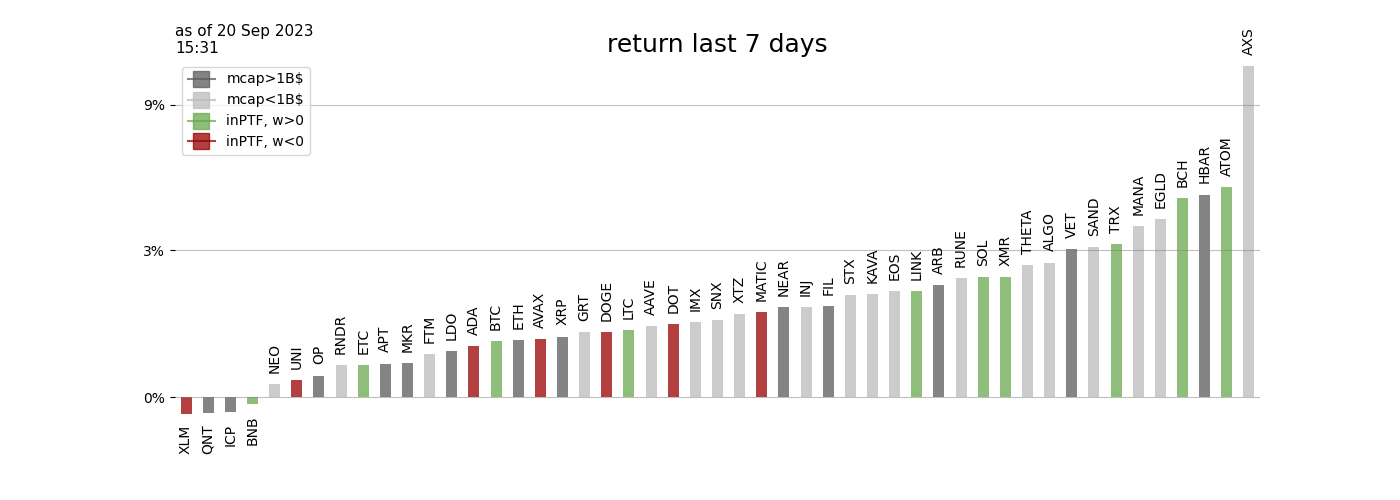 as of 20 Sep 2023
15:31
return last 7 days
mcap>1B$
mcap<1B$
inPTF, w>0
inPTF, w<0
9%
3%
0%
XLM
QNT
ICP
BNB
NEO
UNI
OP
RNDR
ETC
APT
MKR
FTM
LDO
ADA
BTC
ETH
AVAX
XRP
GRT
DOGE
LTC
AAVE
DOT
IMX
SNX
XTZ
MATIC
NEAR
INJ
FIL
STX
KAVA
EOS
LINK
ARB
RUNE
SOL
XMR
THETA
ALGO
VET
SAND
TRX
MANA
EGLD
BCH
HBAR
ATOM
AXS